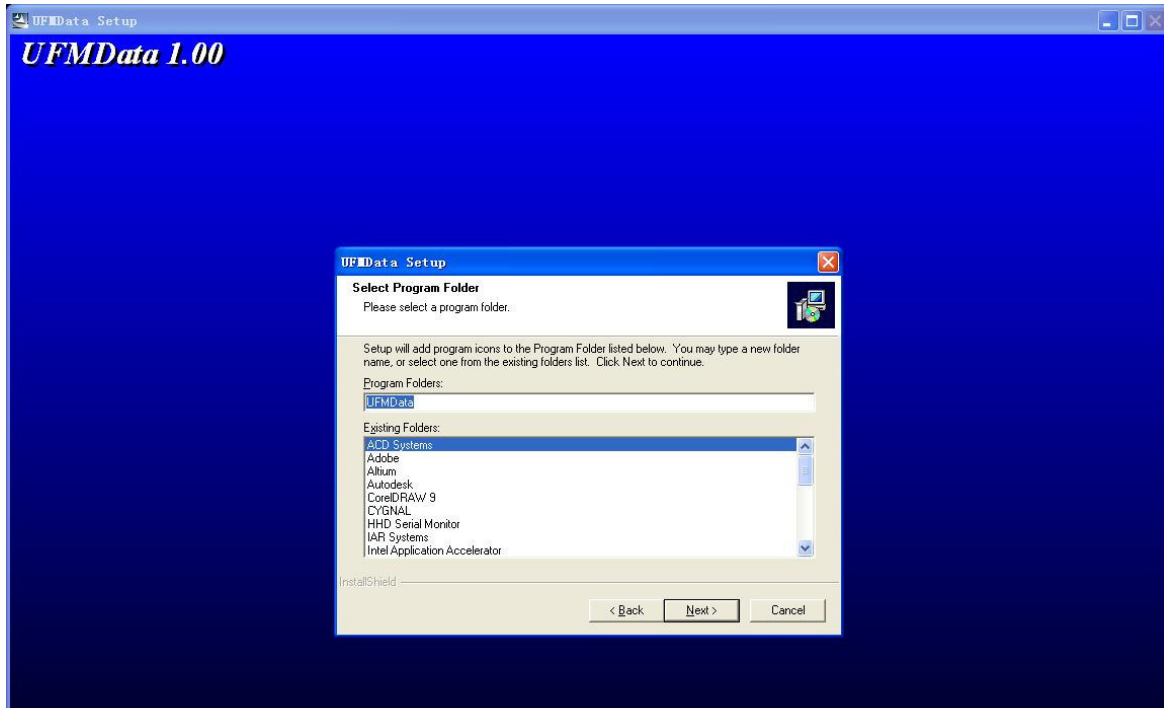 UFMData Setup
UFMData 1.00
UFMData Setup
Select Program Folder
Please select a program folder.
Setup will add program icons to the Program Folder listed below. You may type a new folder
name, or select one from the existing folders list. Click Next to continue.
Program Folders:
UFMData
Existing Folders:
ACD Systems
Adobe
Altium
Autodesk
CorelDRAW 9
CYGNAL
HHD Serial Monitor
IAR Systems
Intel Application Accelerator
InstallShield
< Back Next > Cancel